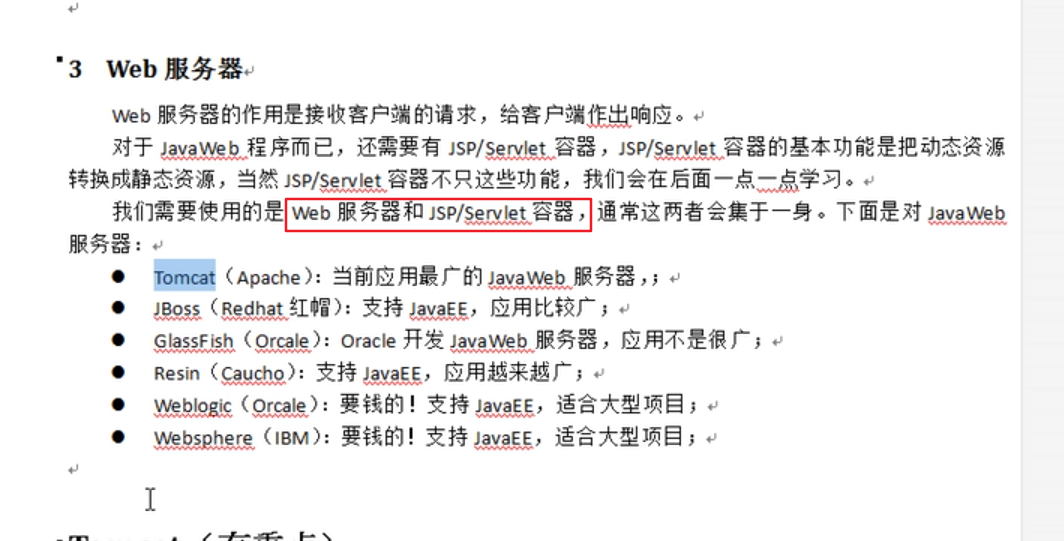 3 Web 服务器
Web 服务器的作用是接收客户端的请求，给客户端作出响应。
对于 JavaWeb 程序而已，还需要有 JSP/Servlet 容器，JSP/Servlet 容器的基本功能是把动态资源
转换成静态资源，当然 JSP/Servlet 容器不只这些功能，我们会在后面一点一点学习。
我们需要使用的是 Web 服务器和 JSP/Servlet 容器，通常这两者会集于一身。下面是对 JavaWeb
服务器：
● Tomcat（Apache）：当前应用最广的 JavaWeb 服务器,；
● JBoss（Redhat 红帽）：支持 JavaEE，应用比较广；
● GlassFish（Orcale）：Oracle 开发 JavaWeb 服务器，应用不是很广；
● Resin（Caucho）：支持 JavaEE，应用越来越广；
● Weblogic（Orcale）：要钱的！支持 JavaEE，适合大型项目；
● Websphere（IBM）：要钱的！支持 JavaEE，适合大型项目；